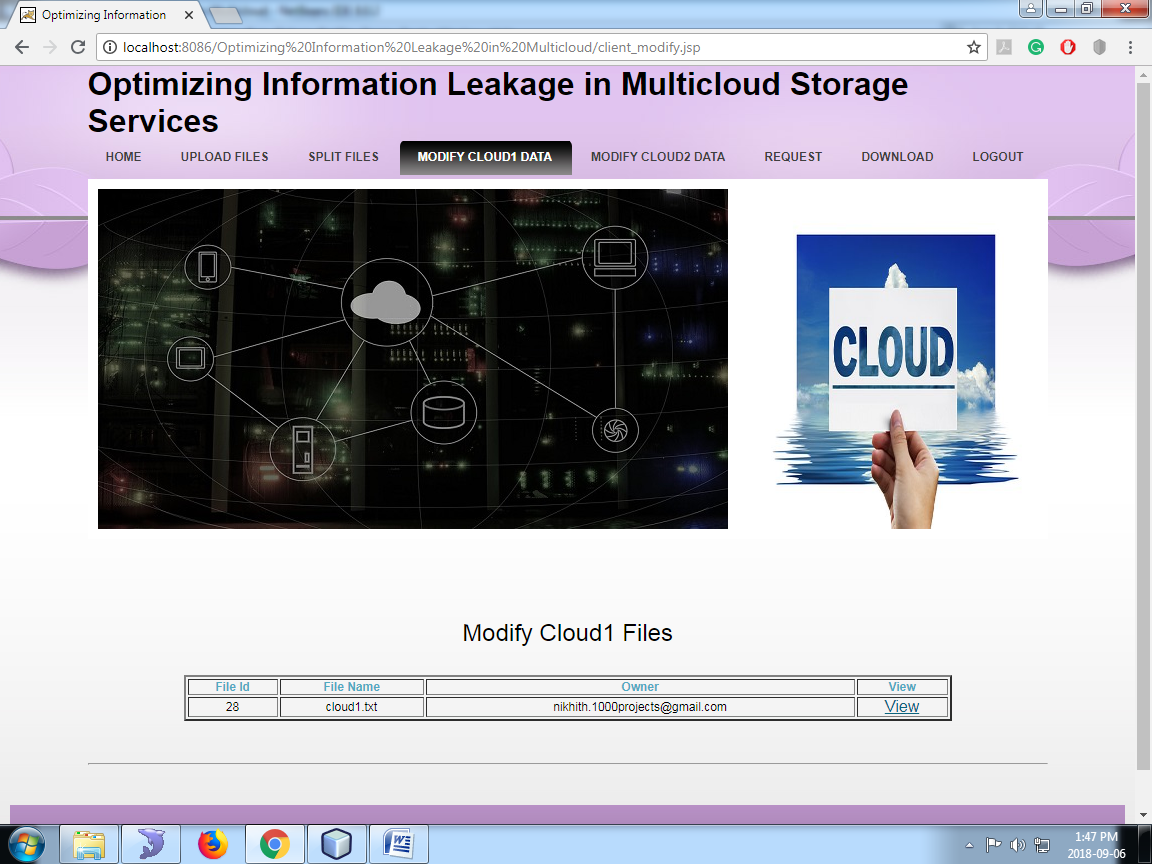 Optimizing Information
localhost:8086/Optimizing%20Information%20Leakage%20in%20Multicloud/client_modify.jsp
Optimizing Information Leakage in Multicloud Storage
Services
HOME UPLOAD FILES SPLIT FILES MODIFY CLOUD1 DATA MODIFY CLOUD2 DATA REQUEST DOWNLOAD LOGOUT
CLOUD
Modify Cloud1 Files
File Id File Name Owner View
28 cloud1.txt nikhith.1000projects@gmail.com View
1:47 PM
2018-09-06